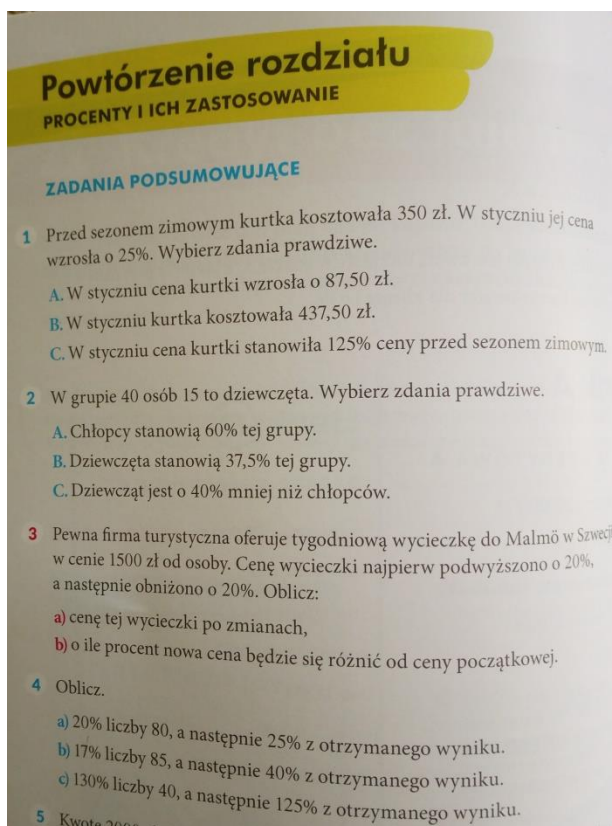 Powtórzenie rozdziału
PROCENTY I ICH ZASTOSOWANIE
ZADANIA PODSUMOWUJĄCE
1 Przed sezonem zimowym kurtka kosztowała 350 zł. W styczniu jej cena
wzrosła o 25%. Wybierz zdania prawdziwe.
A. W styczniu cena kurtki wzrosła o 87,50 zł.
B. W styczniu kurtka kosztowała 437,50 zł.
C. W styczniu cena kurtki stanowiła 125% ceny przed sezonem zimowym.
2 W grupie 40 osób 15 to dziewczęta. Wybierz zdania prawdziwe.
A. Chłopcy stanowią 60% tej grupy.
B. Dziewczęta stanowią 37,5% tej grupy.
C. Dziewcząt jest o 40% mniej niż chłopców.
3 Pewna firma turystyczna oferuje tygodniową wycieczkę do Malmö w Szwecji
w cenie 1500 zł od osoby. Cenę wycieczki najpierw podwyższono o 20%,
a następnie obniżono o 20%. Oblicz:
a) cenę tej wycieczki po zmianach,
b) o ile procent nowa cena będzie się różnić od ceny początkowej.
4 Oblicz.
a) 20% liczby 80, a następnie 25% z otrzymanego wyniku.
b) 17% liczby 85, a następnie 40% z otrzymanego wyniku.
c) 130% liczby 40, a następnie 125% z otrzymanego wyniku.
5 Kwotę